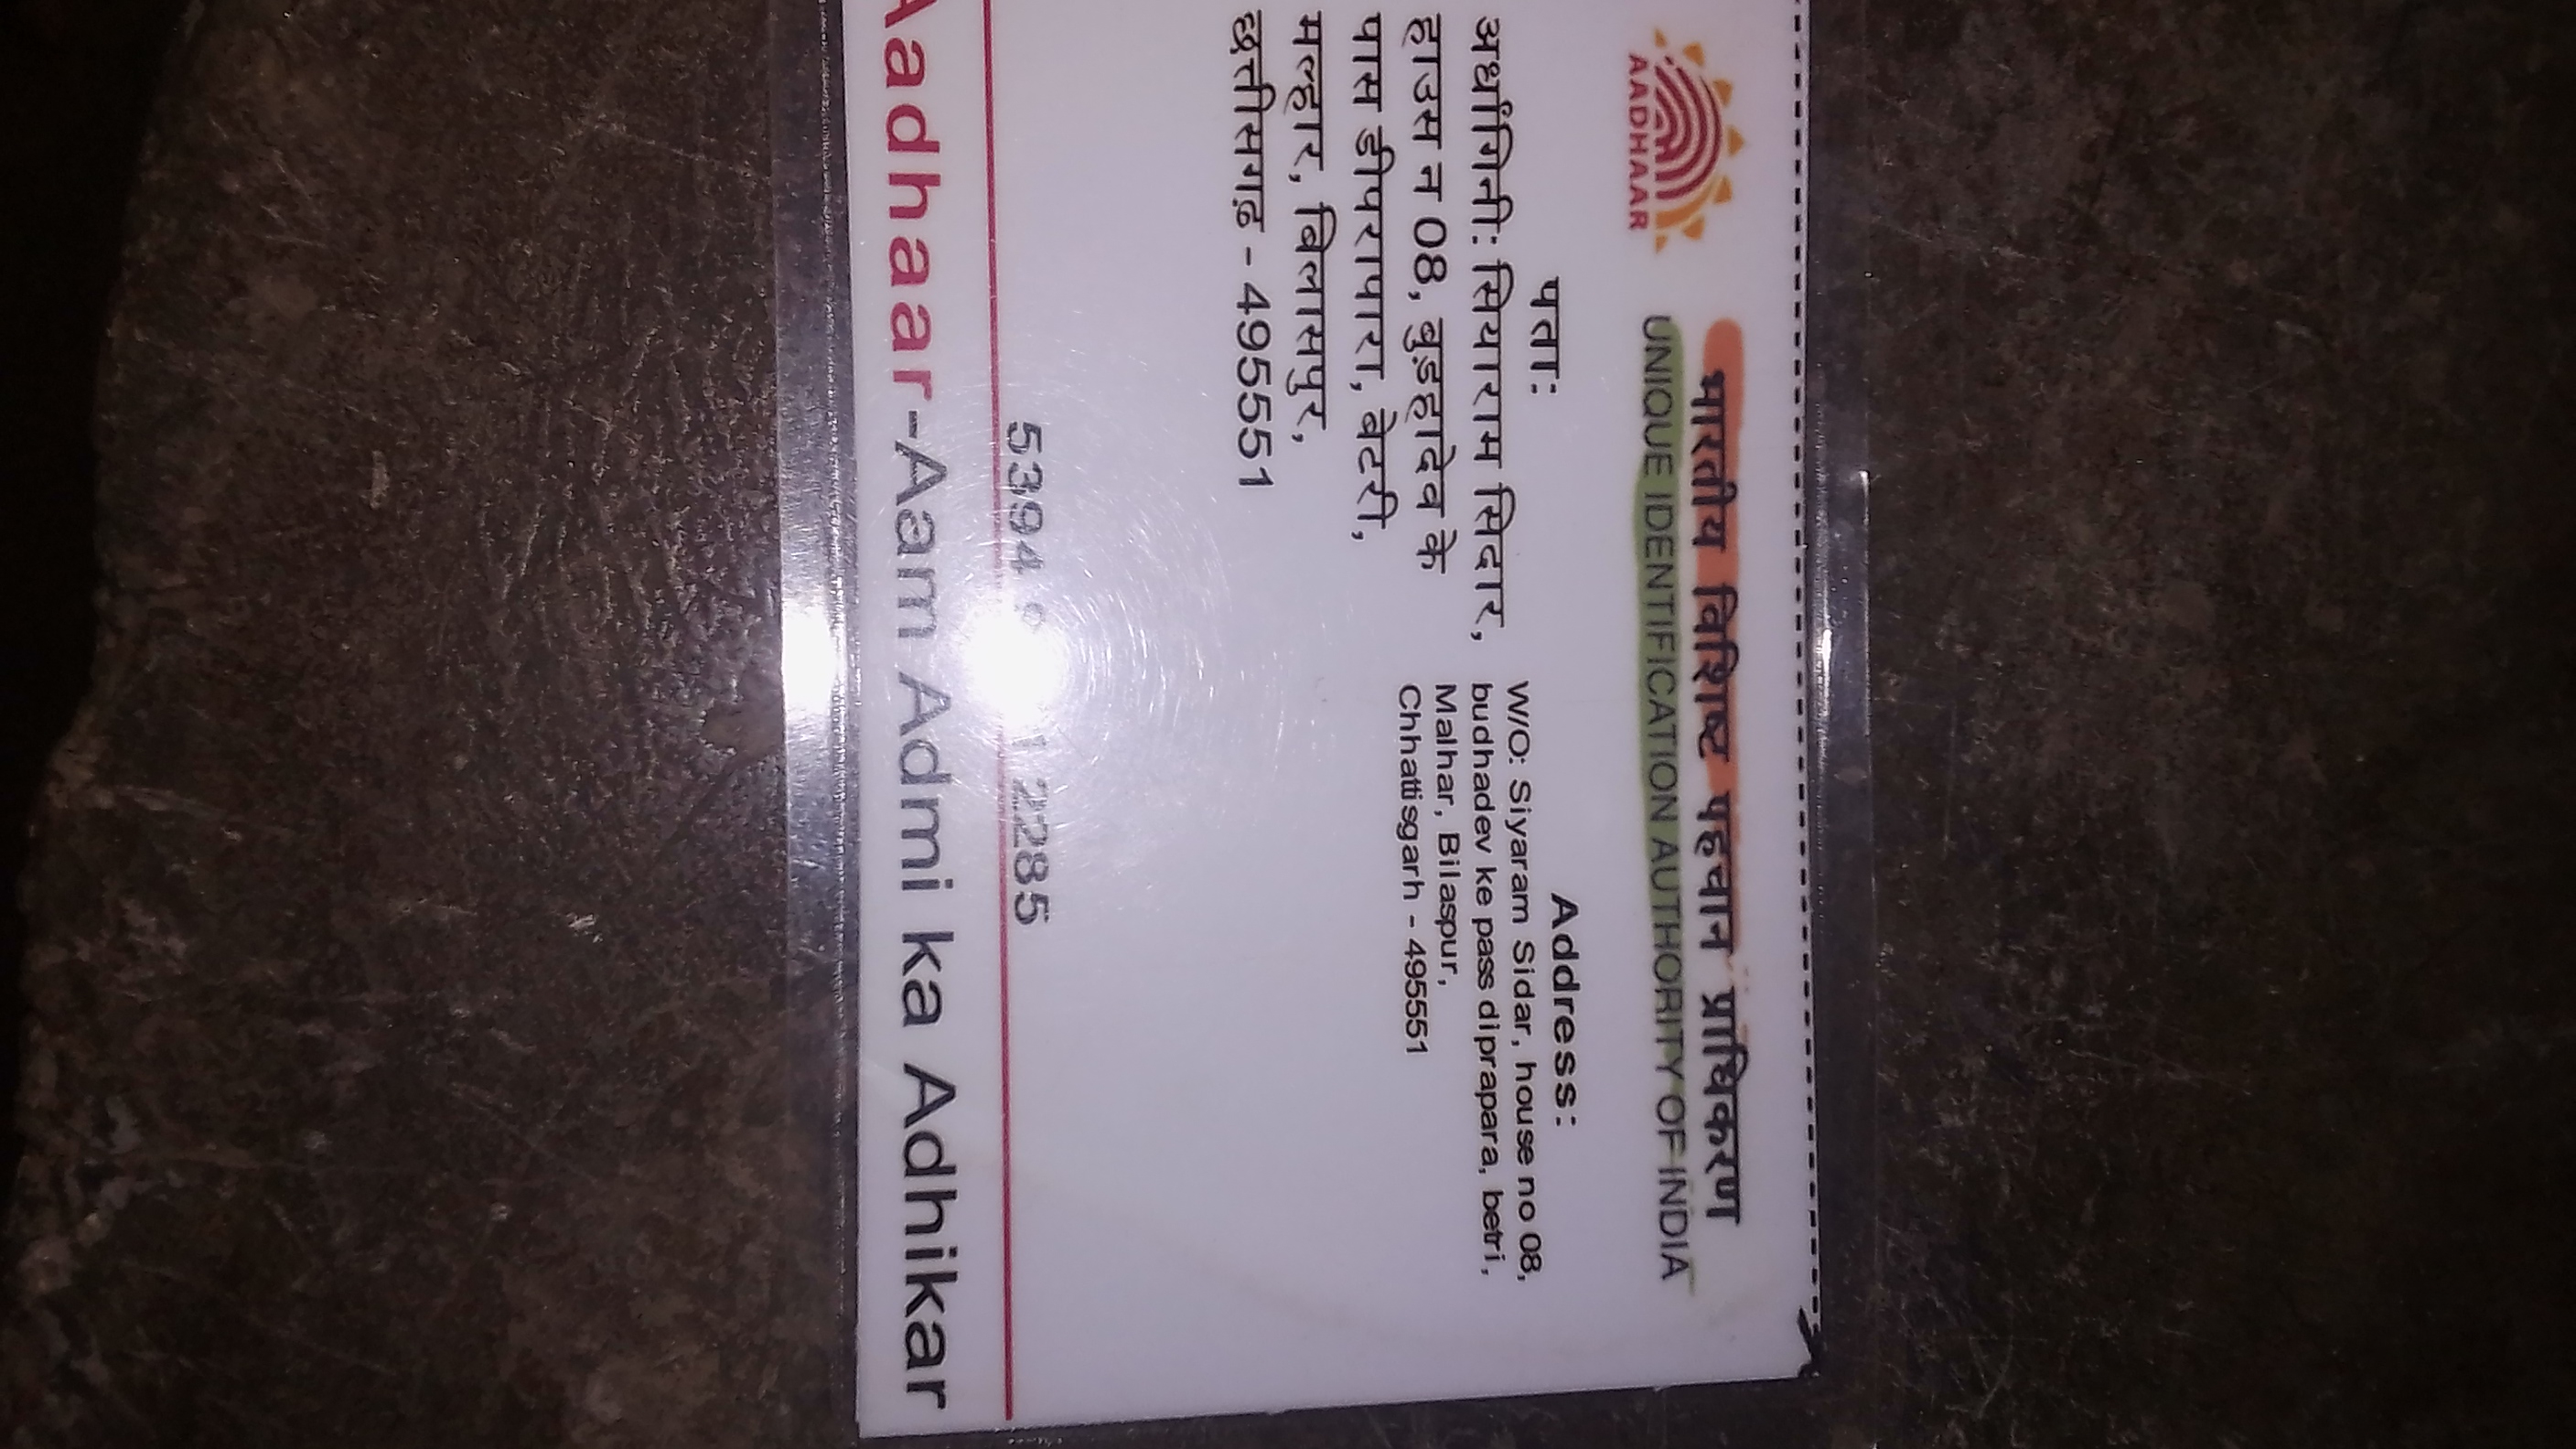 भारतीय विशिष्ट पहचान प्राधिकरण
UNIQUE IDENTIFICATION AUTHORITY OF INDIA
AADHAAR
पता:
अर्धांगिनी: सियाराम सिदार,
हाउस न 08, बुड़हादेव के
पास डीपरापारा, बेटरी,
मल्हार, बिलासपुर,
छत्तीसगढ़ - 495551
Address:
W/O: Siyaram Sidar, house no 08,
budhadev ke pass diprapara, betri,
Malhar, Bilaspur,
Chhattisgarh - 495551
5394 2285
Aadhaar-Aam Admi ka Adhikar